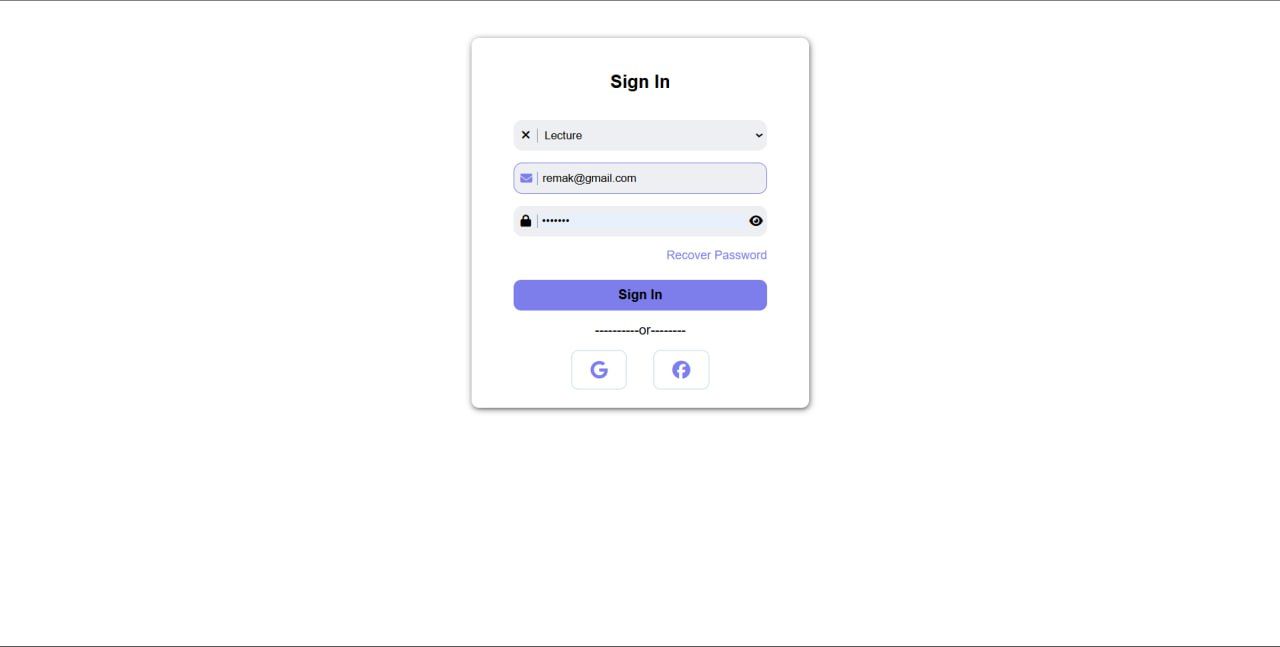 Sign In
Lecture
remak@gmail.com
•••••••
Recover Password
Sign In
----------or--------